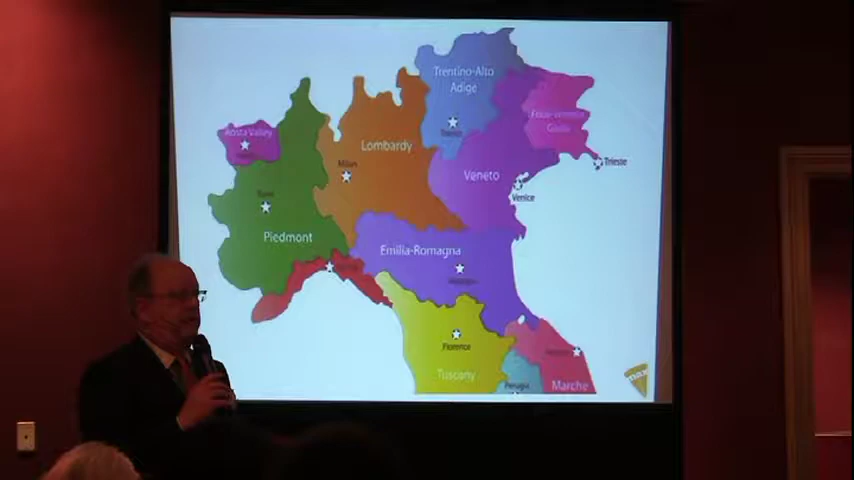 Trentino-Alto
Adige
Aosta Valley
Lombardy
Trento
Friuli-Venezia
Giulia
Milan
Trieste
Veneto
Venice
Piedmont
Emilia-Romagna
Florence
Tuscany
Perugia
Marche